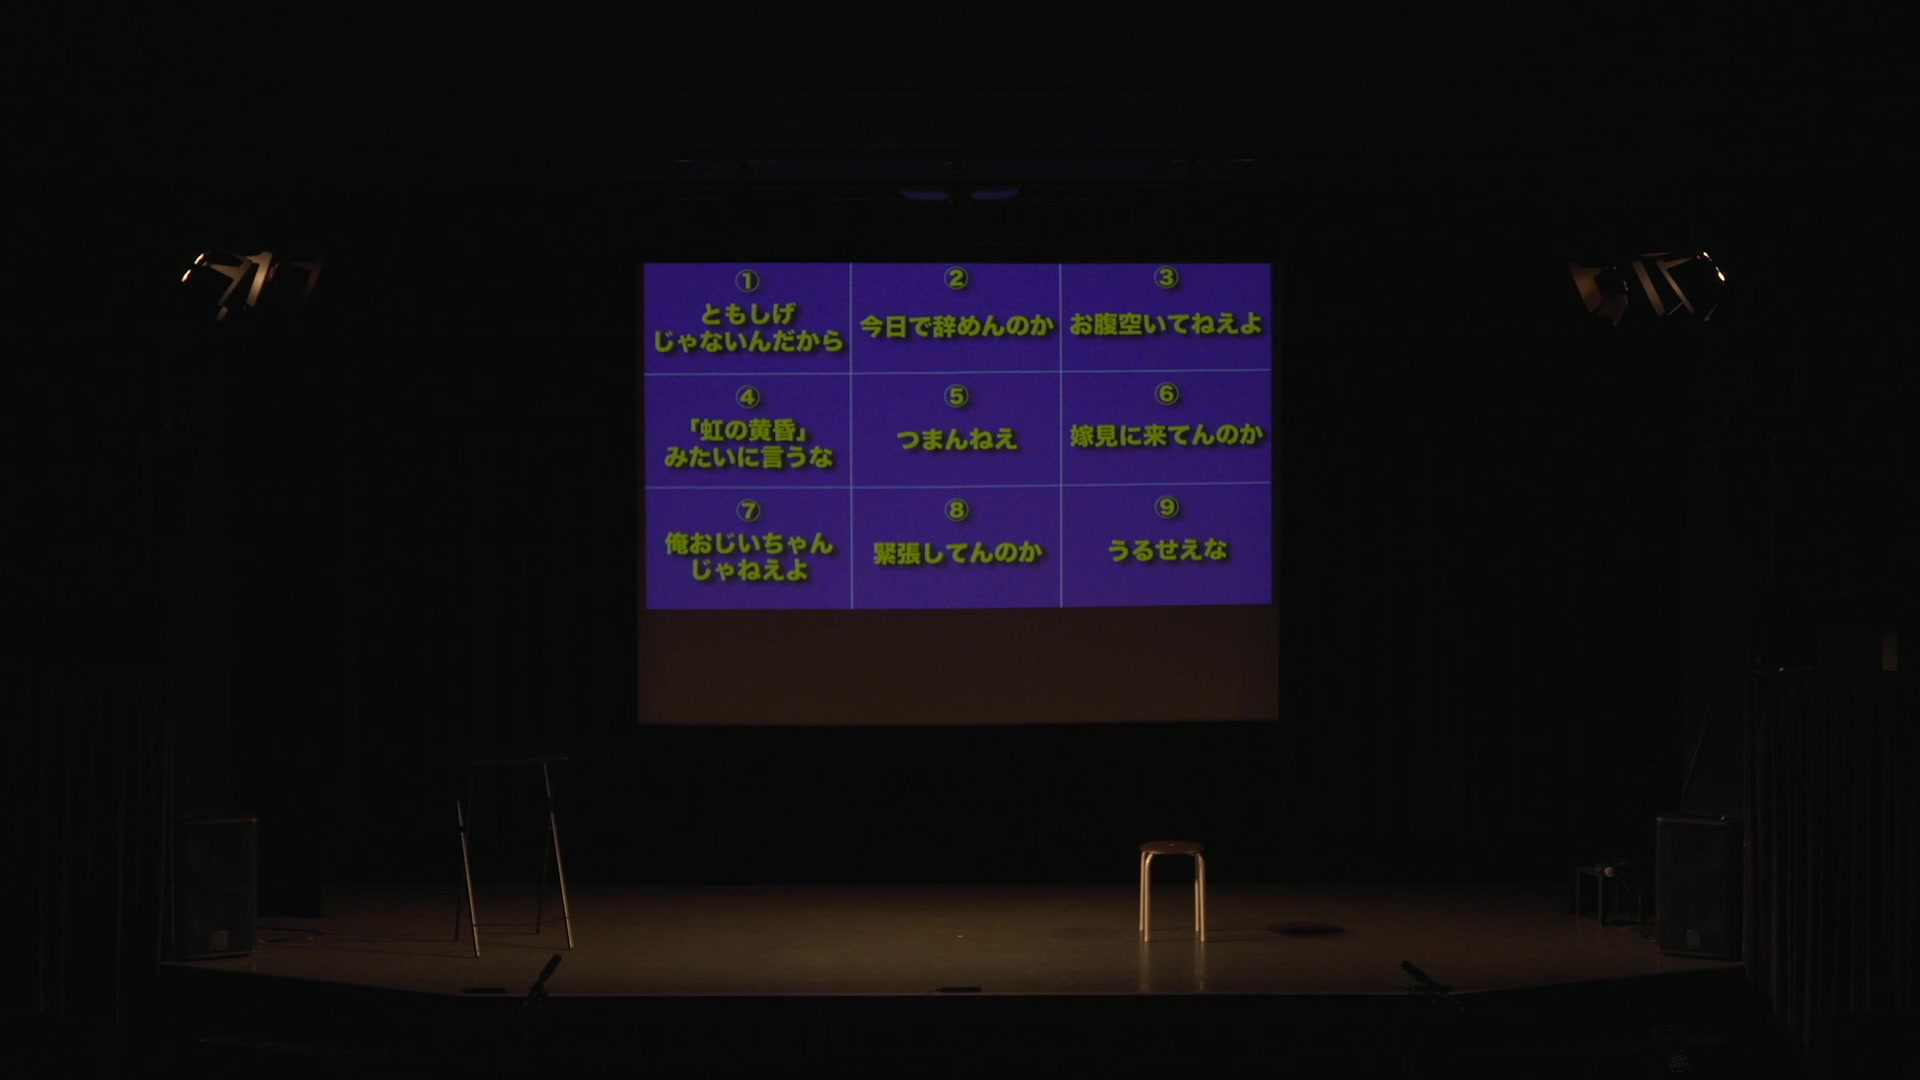 ①
ともしげ
じゃないんだから
②
今日で辞めんのか
③
お腹空いてねえよ
④
「虹の黄昏」
みたいに言うな
⑤
つまんねえ
⑥
嫁見に来てんのか
⑦
俺おじいちゃん
じゃねえよ
⑧
緊張してんのか
⑨
うるせえな